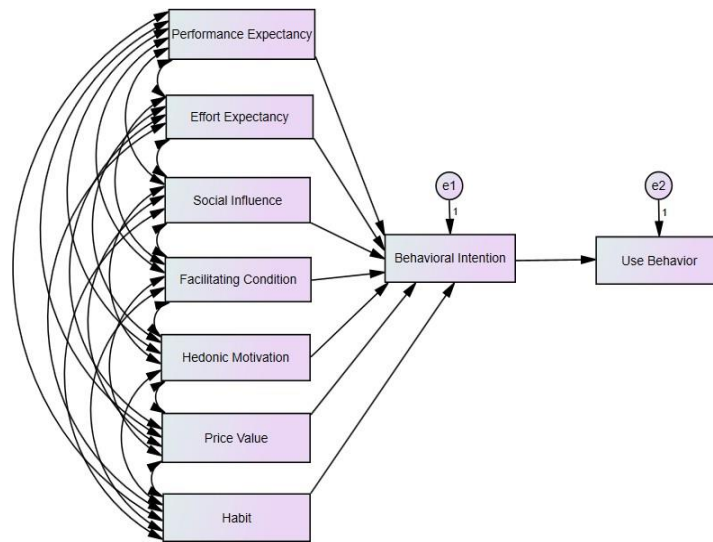 Performance Expectancy
Effort Expectancy
Social Influence
Facilitating Condition
Hedonic Motivation
Price Value
Habit
e1
1
Behavioral Intention
e2
1
Use Behavior